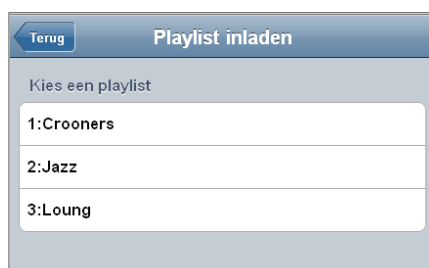 Terug
Playlist inladen
Kies een playlist
1:Crooners
2:Jazz
3:Loung